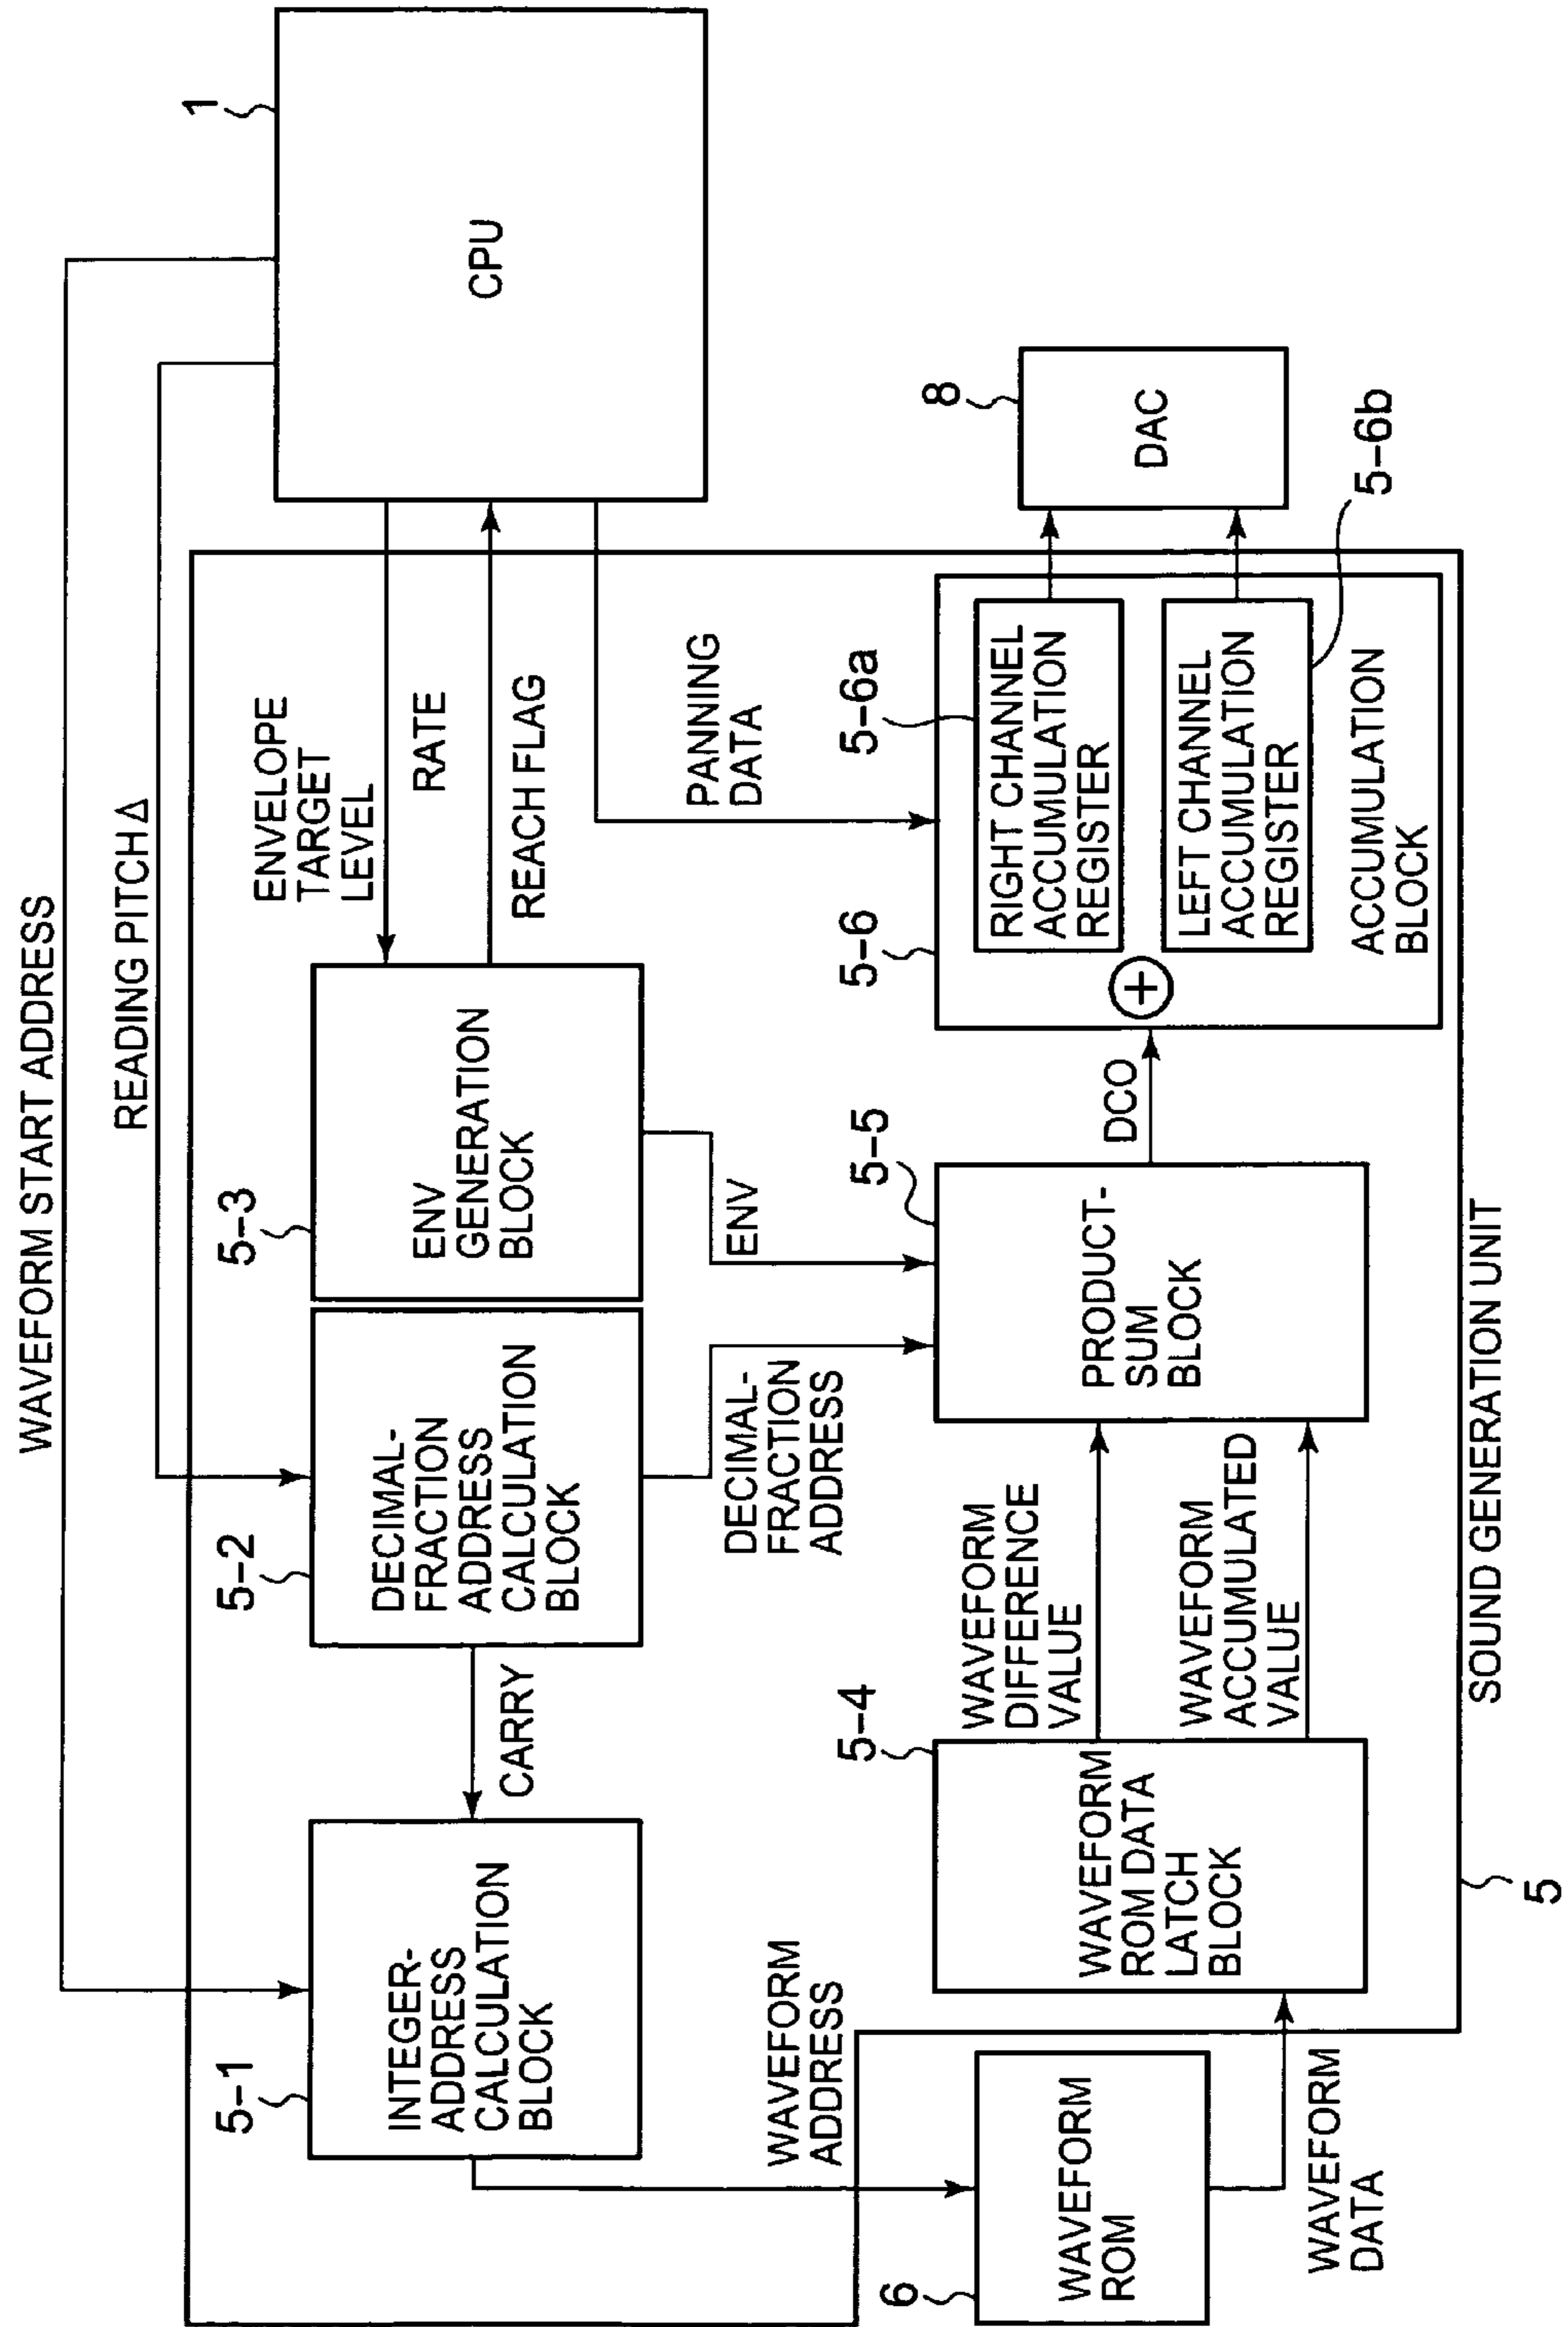 WAVEFORM START ADDRESS
READING PITCH Δ
1
CPU
ENVELOPE
TARGET
LEVEL
RATE
REACH FLAG
PANNING
DATA
5-1
INTEGER-
ADDRESS
CALCULATION
BLOCK
CARRY
5-2
DECIMAL-
FRACTION
ADDRESS
CALCULATION
BLOCK
5-3
ENV
GENERATION
BLOCK
WAVEFORM
ADDRESS
DECIMAL-
FRACTION
ADDRESS
ENV
6
WAVEFORM
ROM
WAVEFORM
DATA
5-4
WAVEFORM
ROM DATA
LATCH
BLOCK
WAVEFORM
DIFFERENCE
VALUE
WAVEFORM
ACCUMULATED
VALUE
5-5
PRODUCT-
SUM
BLOCK
DCO
5-6
+
5-6a
RIGHT CHANNEL
ACCUMULATION
REGISTER
LEFT CHANNEL
ACCUMULATION
REGISTER
5-6b
ACCUMULATION
BLOCK
8
DAC
5
SOUND GENERATION UNIT